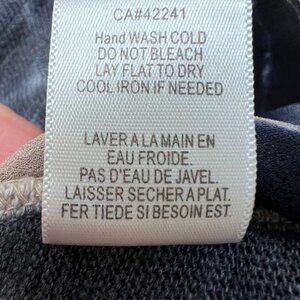 CA#42241
Hand WASH COLD
DO NOT BLEACH
LAY FLAT TO DRY
COOL IRON IF NEEDED
LAVER A LA MAIN EN
EAU FROIDE.
PAS D'EAU DE JAVEL.
LAISSER SECHER A PLAT.
FER TIEDE SI BESOIN EST.